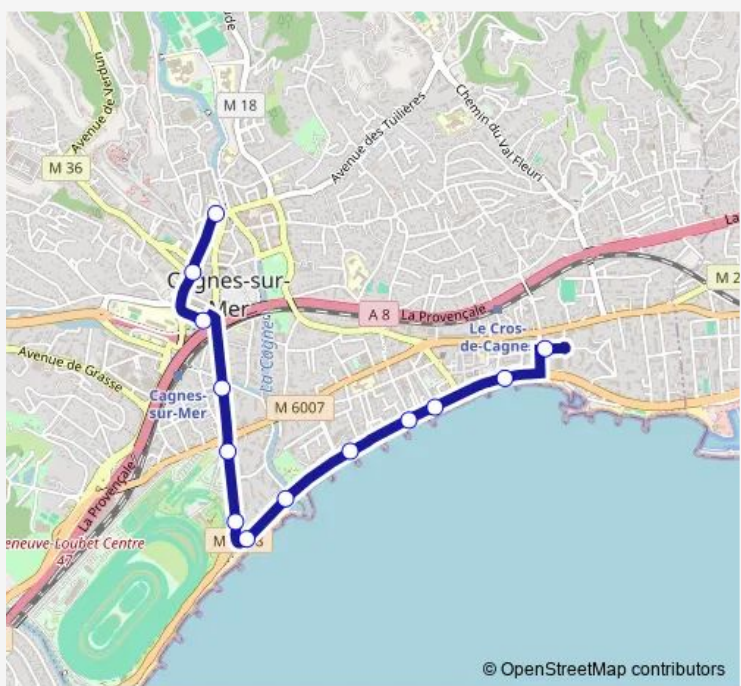 Avenue de Verdun
M 18
Avenue des Tuilières
Chemin du Val Fleuri
M 36
Cagnes-sur-
Mer
La Cagne
A 8
La Provençale
La
M 2
Le Cros-
de-Cagne
Avenue de Grasse
Cagnes-
sur-Mer
M 6007
La Provençale
eneuve-Loubet Centre
47
M
© OpenStreetMap contributors